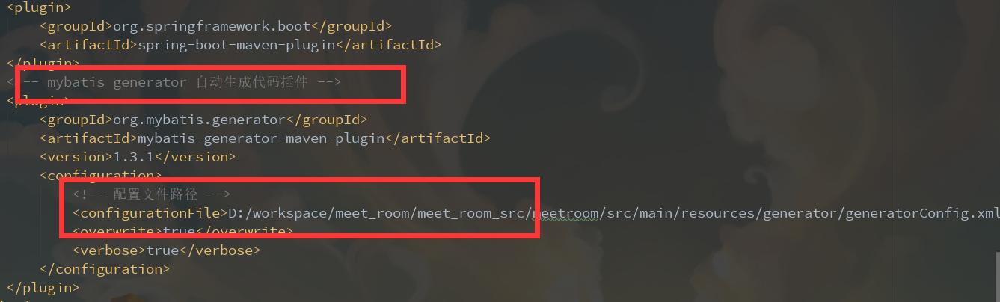 <plugin>
<groupId>org.springframework.boot</groupId>
<artifactId>spring-boot-maven-plugin</artifactId>
</plugin>
<!-- mybatis generator 自动生成代码插件 -->
<plugin>
<groupId>org.mybatis.generator</groupId>
<artifactId>mybatis-generator-maven-plugin</artifactId>
<version>1.3.1</version>
<configuration>
<!-- 配置文件路径 -->
<configurationFile>D:/workspace/meet_room/meet_room_src/meetroom/src/main/resources/generator/generatorConfig.xml
<overwrite>true</overwrite>
<verbose>true</verbose>
</configuration>
</plugin>